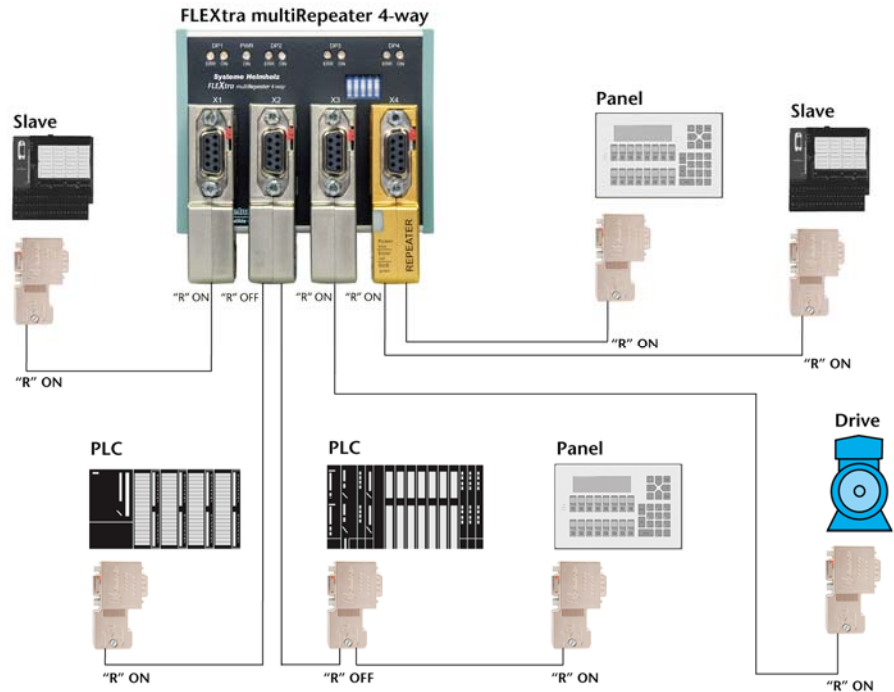 FLEXtra multiRepeater 4-way
DP1 PWR DP2 DP3 DP4
ERR ON ON ERR ON ERR ON ERR ON
Systeme Helmholz
FLEXtra multiRepeater 4-way
X1 X2 X3 X4
Slave
Panel
Slave
REPEATER
"R" ON "R" OFF "R" ON "R" ON
"R" ON
"R" ON
"R" ON
PLC
PLC
Panel
Drive
"R" ON
"R" OFF
"R" ON
"R" ON